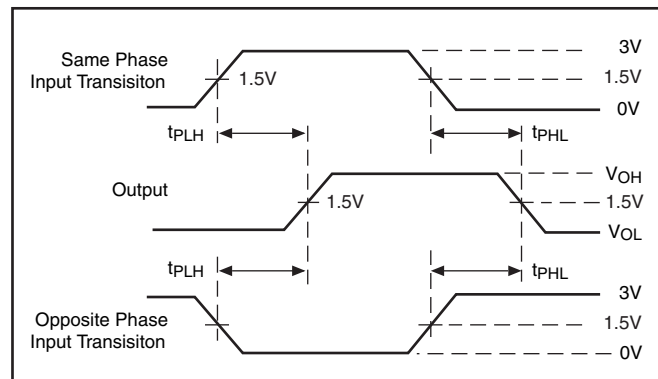 Same Phase
Input Transisiton
1.5V
3V
1.5V
0V
tPLH
tPHL
Output
1.5V
VOH
1.5V
VOL
tPLH
tPHL
Opposite Phase
Input Transisiton
3V
1.5V
0V